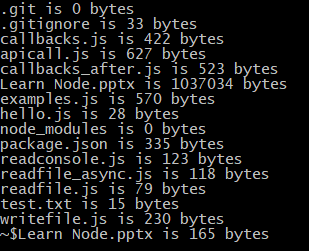 .git is 0 bytes
.gitignore is 33 bytes
callbacks.js is 422 bytes
apicall.js is 627 bytes
callbacks_after.js is 523 bytes
Learn Node.pptx is 1037034 bytes
examples.js is 570 bytes
hello.js is 28 bytes
node_modules is 0 bytes
package.json is 335 bytes
readconsole.js is 123 bytes
readfile_async.js is 118 bytes
readfile.js is 79 bytes
test.txt is 15 bytes
writefile.js is 230 bytes
~$Learn Node.pptx is 165 bytes